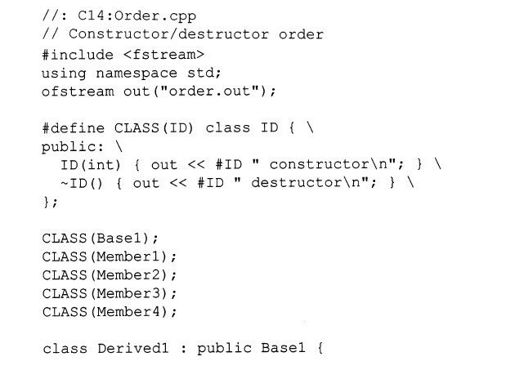 //: C14:Order.cpp
// Constructor/destructor order
#include <fstream>
using namespace std;
ofstream out("order.out");
#define CLASS(ID) class ID { \
public: \
ID(int) { out << #ID " constructor\n"; } \
~ID() { out << #ID " destructor\n"; } \
};
CLASS(Base1);
CLASS(Member1);
CLASS(Member2);
CLASS(Member3);
CLASS(Member4);
class Derived1 : public Base1 {